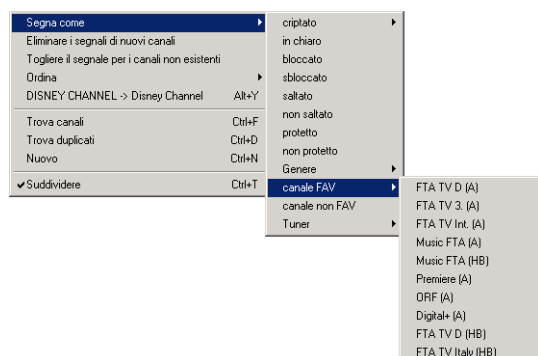 Segna come
Eliminare i segnali di nuovi canali
Togliere il segnale per i canali non esistenti
Ordina
DISNEY CHANNEL -> Disney Channel Alt+Y
Trova canali Ctrl+F
Trova duplicati Ctrl+D
Nuovo Ctrl+N
Suddividere Ctrl+T
criptato
in chiaro
bloccato
sbloccato
saltato
non saltato
protetto
non protetto
Genere
canale FAV
canale non FAV
Tuner
FTA TV D (A)
FTA TV 3. (A)
FTA TV Int. (A)
Music FTA (A)
Music FTA (HB)
Premiere (A)
ORF (A)
Digital+ (A)
FTA TV D (HB)
FTA TV Italy (HB)